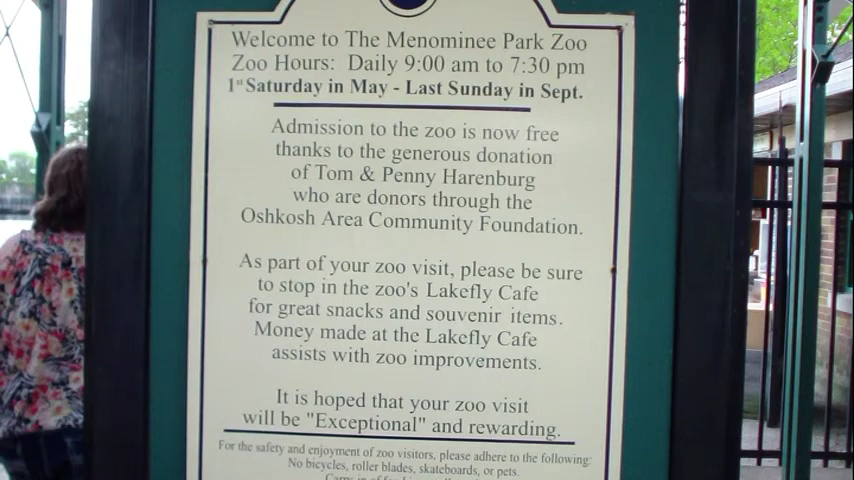 Welcome to The Menominee Park Zoo
Zoo Hours: Daily 9:00 am to 7:30 pm
1st Saturday in May - Last Sunday in Sept.
Admission to the zoo is now free
thanks to the generous donation
of Tom & Penny Harenburg
who are donors through the
Oshkosh Area Community Foundation.
As part of your zoo visit, please be sure
to stop in the zoo's Lakefly Cafe
for great snacks and souvenir items.
Money made at the Lakefly Cafe
assists with zoo improvements.
It is hoped that your zoo visit
will be "Exceptional" and rewarding.
For the safety and enjoyment of zoo visitors, please adhere to the following:
No bicycles, roller blades, skateboards, or pets.